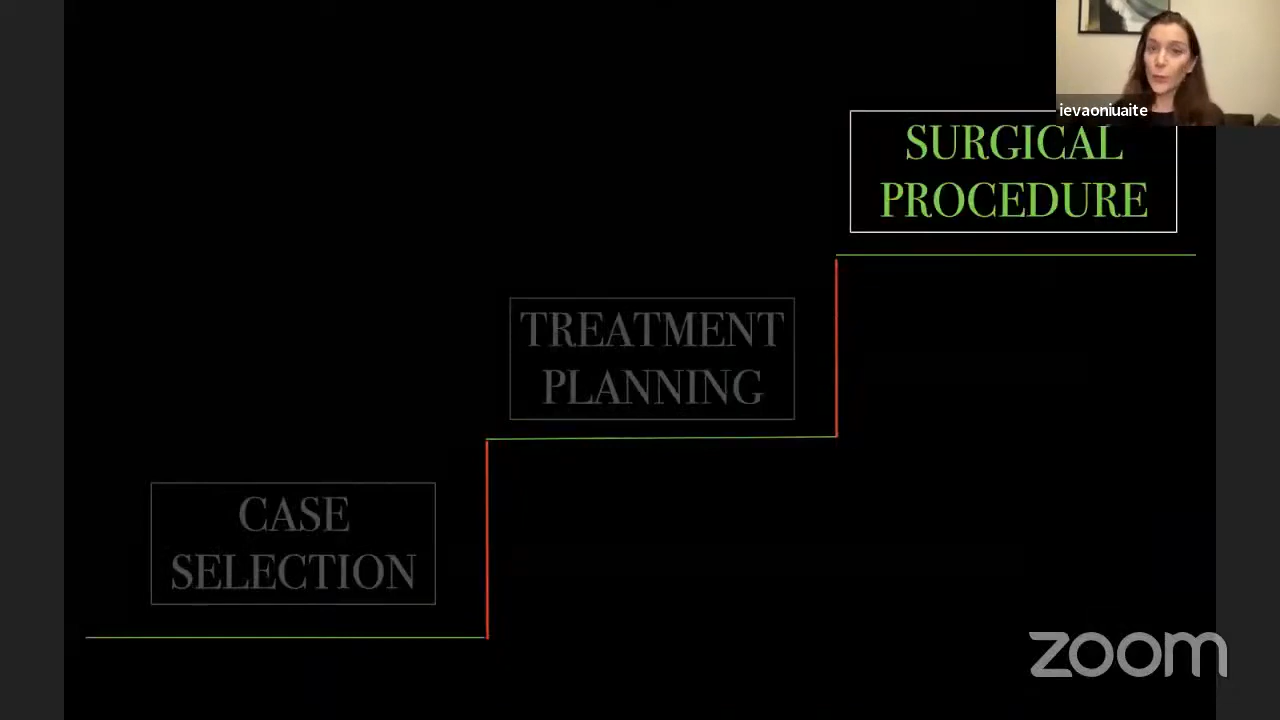 ievaoniuaite
SURGICAL
PROCEDURE
TREATMENT
PLANNING
CASE
SELECTION
zoom